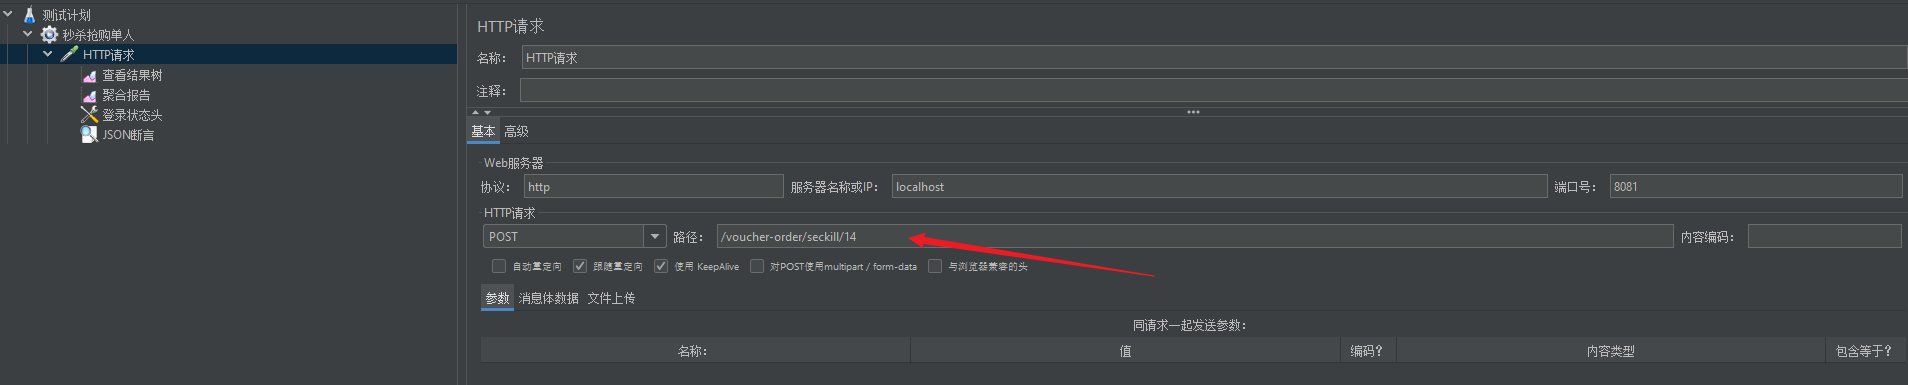 测试计划
秒杀抢购单人
HTTP请求
查看结果树
聚合报告
登录状态头
JSON断言
HTTP请求
名称： HTTP请求
注释：
基本 高级
Web服务器
协议： http 服务器名称或IP： localhost 端口号： 8081
HTTP请求
POST 路径： /voucher-order/seckill/14 内容编码：
自动重定向 跟随重定向 使用 KeepAlive 对POST使用multipart / form-data 与浏览器兼容的头
参数 消息体数据 文件上传
同请求一起发送参数：
名称： 值 编码? 内容类型 包含等于?